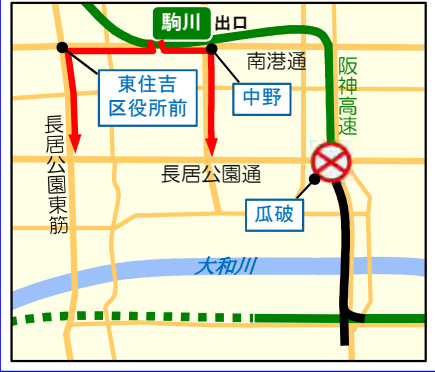 駒川 出口
南港通
東住吉
区役所前
中野
阪神高速
長居公園東筋
長居公園通
瓜破
大和川